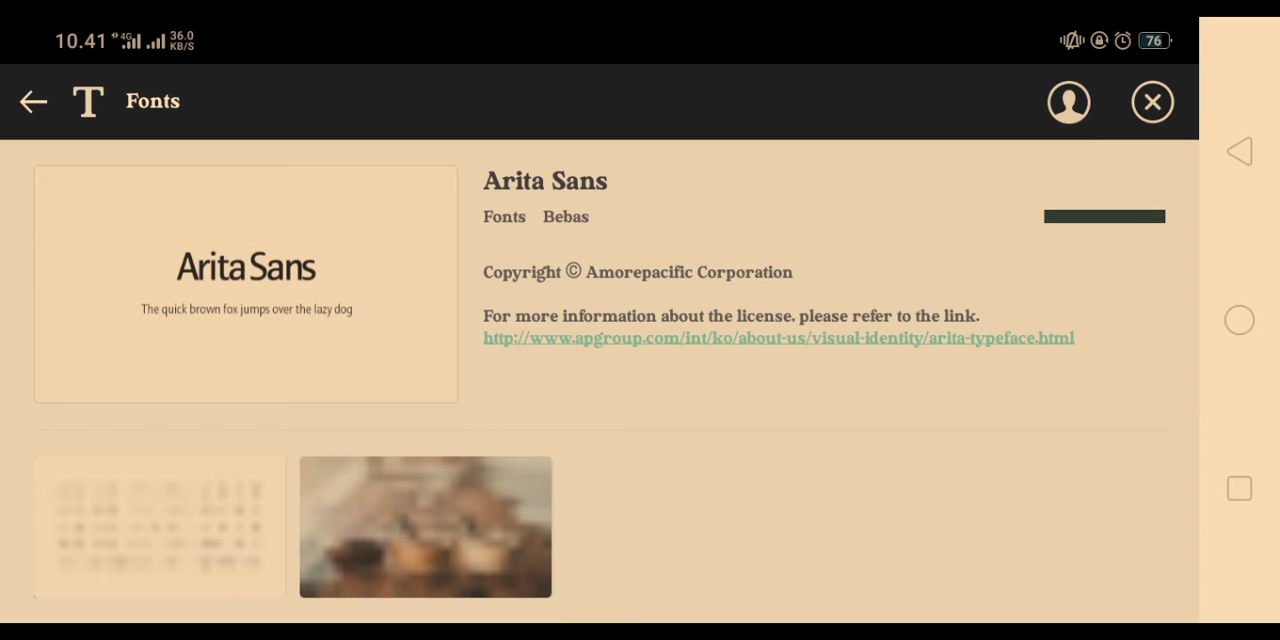 10.41 4G 36.0 KB/S 76
T Fonts
Arita Sans
Fonts Bebas
Arita Sans
The quick brown fox jumps over the lazy dog
Copyright © Amorepacific Corporation
For more information about the license. please refer to the link.
http://www.apgroup.com/int/ko/about-us/visual-identity/arita-typeface.html